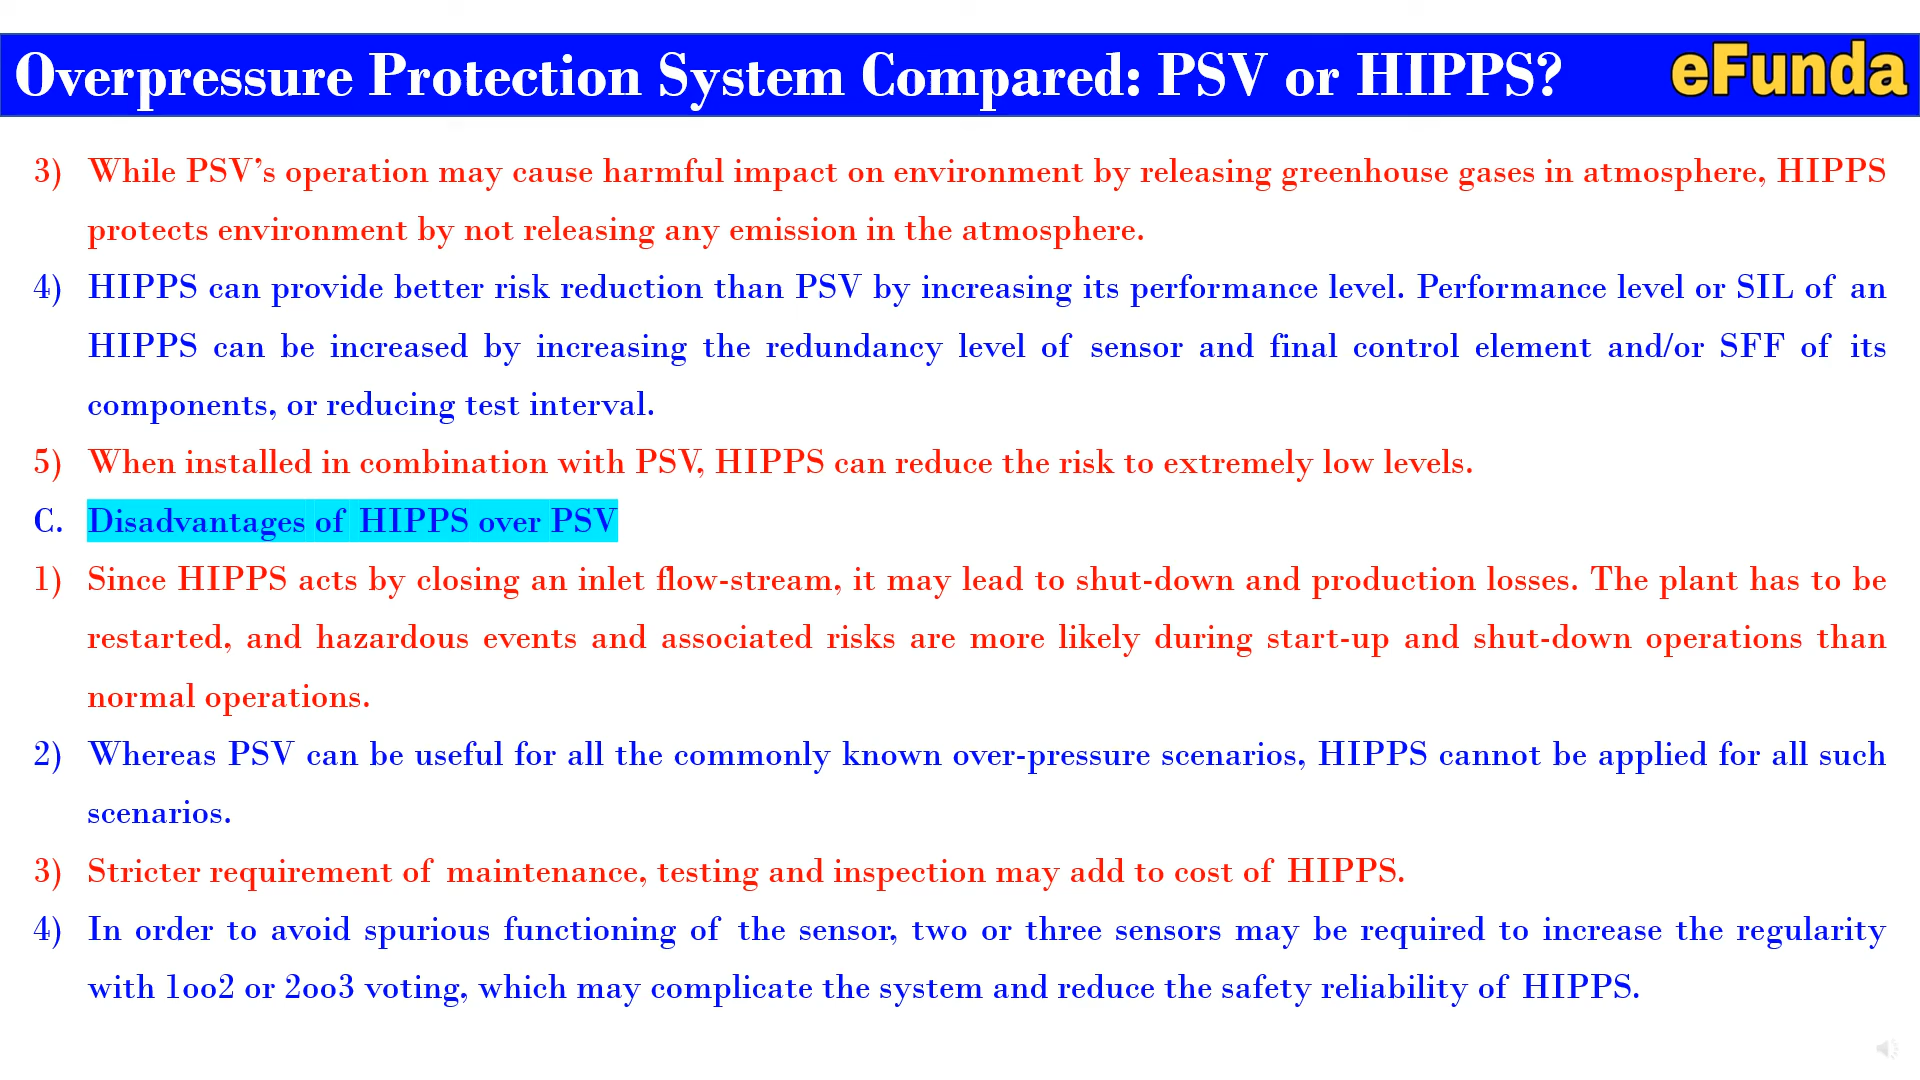 Overpressure Protection System Compared: PSV or HIPPS?
eFunda
3) While PSV’s operation may cause harmful impact on environment by releasing greenhouse gases in atmosphere, HIPPS
protects environment by not releasing any emission in the atmosphere.
4) HIPPS can provide better risk reduction than PSV by increasing its performance level. Performance level or SIL of an
HIPPS can be increased by increasing the redundancy level of sensor and final control element and/or SFF of its
components, or reducing test interval.
5) When installed in combination with PSV, HIPPS can reduce the risk to extremely low levels.
C. Disadvantages of HIPPS over PSV
1) Since HIPPS acts by closing an inlet flow-stream, it may lead to shut-down and production losses. The plant has to be
restarted, and hazardous events and associated risks are more likely during start-up and shut-down operations than
normal operations.
2) Whereas PSV can be useful for all the commonly known over-pressure scenarios, HIPPS cannot be applied for all such
scenarios.
3) Stricter requirement of maintenance, testing and inspection may add to cost of HIPPS.
4) In order to avoid spurious functioning of the sensor, two or three sensors may be required to increase the regularity
with 1oo2 or 2oo3 voting, which may complicate the system and reduce the safety reliability of HIPPS.